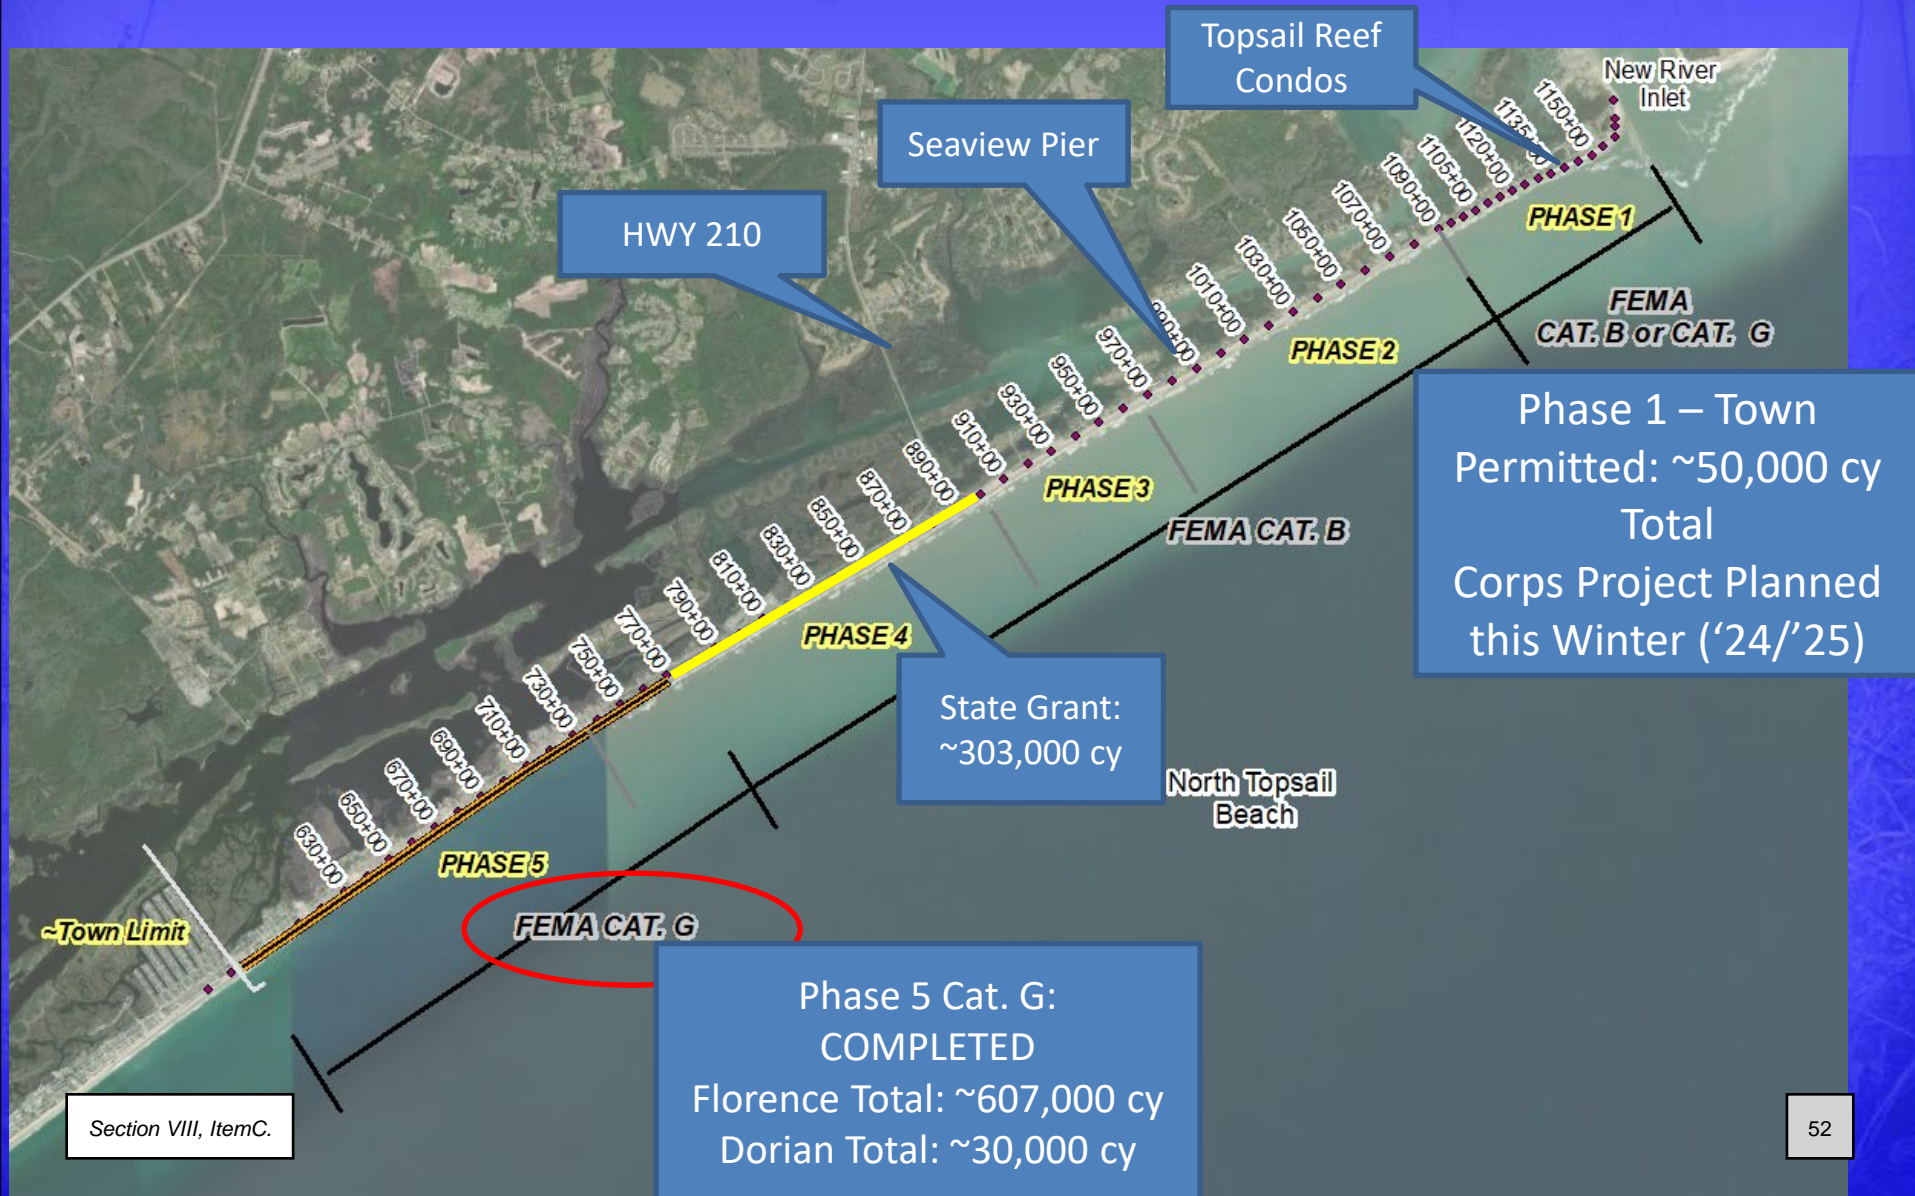 Topsail Reef
Condos
New River
Inlet
Seaview Pier
HWY 210
1150+00
1135+00
1120+00
1105+00
1090+00
1070+00
1050+00
1030+00
1010+00
990+00
970+00
950+00
930+00
910+00
890+00
870+00
850+00
830+00
810+00
790+00
770+00
750+00
730+00
710+00
690+00
670+00
650+00
630+00
PHASE 1
FEMA
CAT. B or CAT. G
PHASE 2
Phase 1 – Town
Permitted: ~50,000 cy
Total
Corps Project Planned
this Winter (‘24/’25)
PHASE 3
FEMA CAT. B
PHASE 4
State Grant:
~303,000 cy
North Topsail
Beach
PHASE 5
~Town Limit
FEMA CAT. G
Phase 5 Cat. G:
COMPLETED
Florence Total: ~607,000 cy
Dorian Total: ~30,000 cy
Section VIII, ItemC.
52